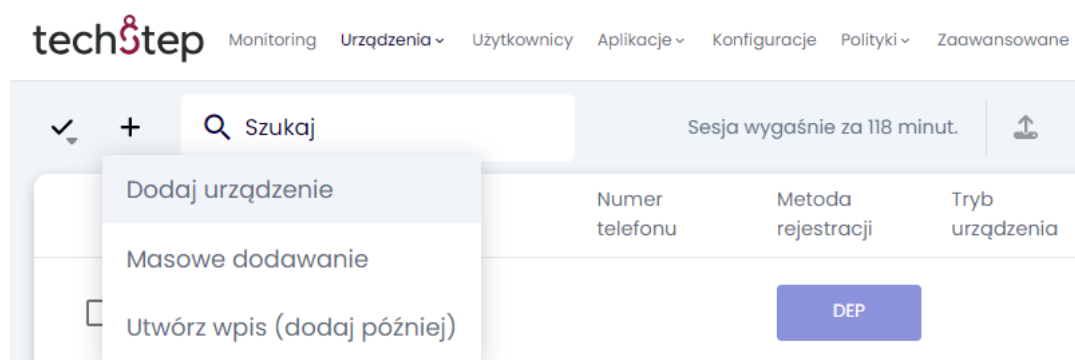 techstep Monitoring Urządzenia Użytkownicy Aplikacje Konfiguracje Polityki Zaawansowane
Szukaj Sesja wygaśnie za 118 minut.
Dodaj urządzenie
Masowe dodawanie
Utwórz wpis (dodaj później)
Numer
telefonu
Metoda
rejestracji
Tryb
urządzenia
DEP